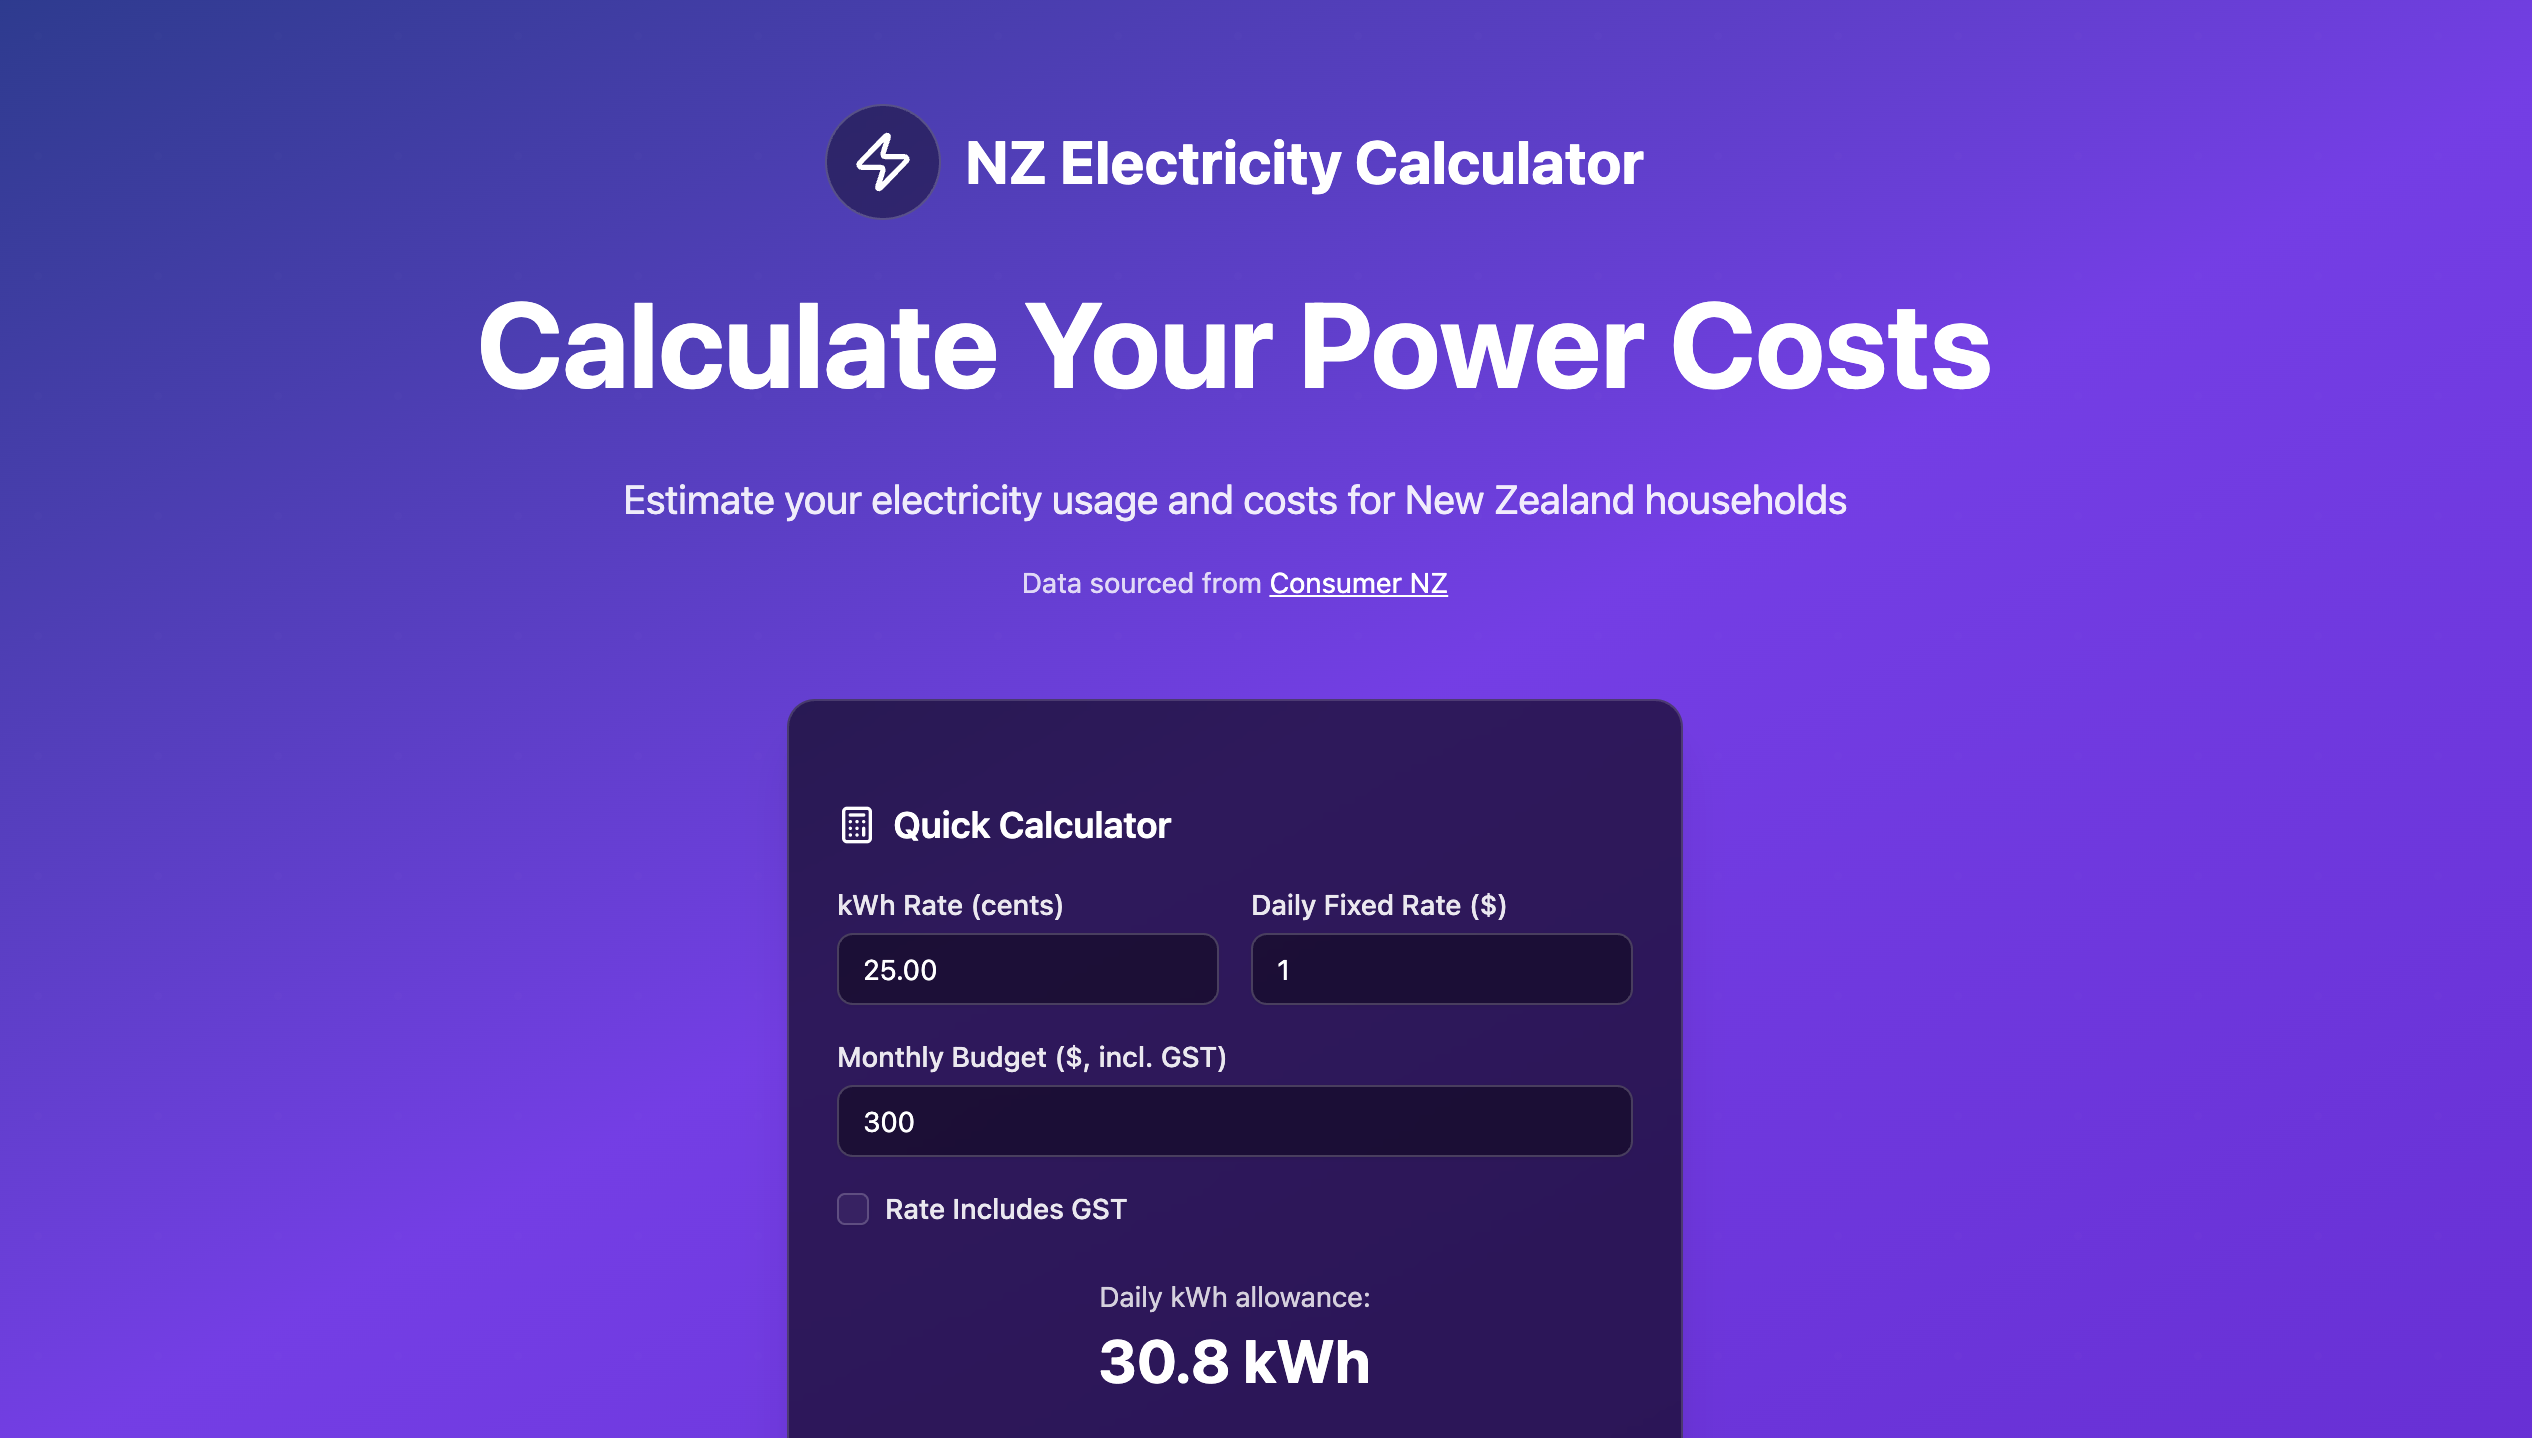 NZ Electricity Calculator
Calculate Your Power Costs
Estimate your electricity usage and costs for New Zealand households
Data sourced from Consumer NZ
Quick Calculator
kWh Rate (cents)
Daily Fixed Rate ($)
25.00
1
Monthly Budget ($, incl. GST)
300
Rate Includes GST
Daily kWh allowance:
30.8 kWh